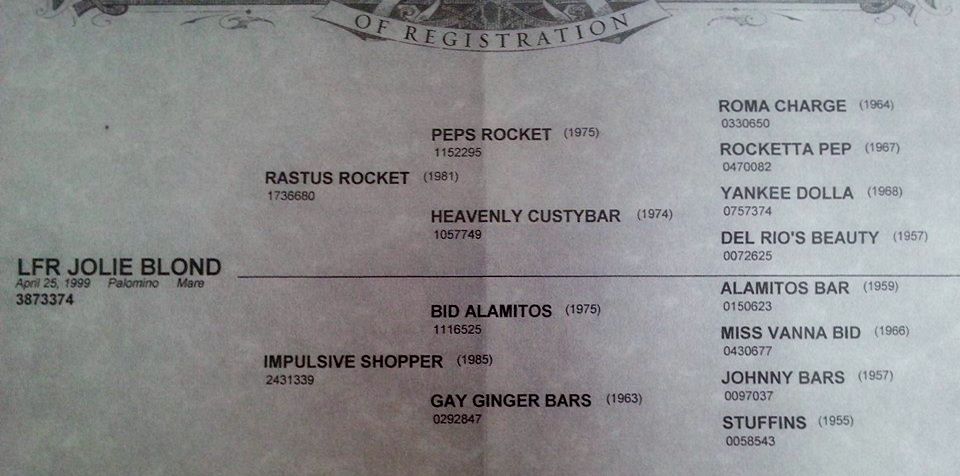 OF REGISTRATION
ROMA CHARGE (1964)
0330650
PEPS ROCKET (1975)
1152295
ROCKETTA PEP (1967)
0470082
RASTUS ROCKET (1981)
1736680
YANKEE DOLLA (1968)
0757374
HEAVENLY CUSTYBAR (1974)
1057749
DEL RIO'S BEAUTY (1957)
0072625
LFR JOLIE BLOND
April 25, 1999 Palomino Mare
3873374
ALAMITOS BAR (1959)
0150623
BID ALAMITOS (1975)
1116525
MISS VANNA BID (1966)
0430677
IMPULSIVE SHOPPER (1985)
2431339
JOHNNY BARS (1957)
0097037
GAY GINGER BARS (1963)
0292847
STUFFINS (1955)
0058543